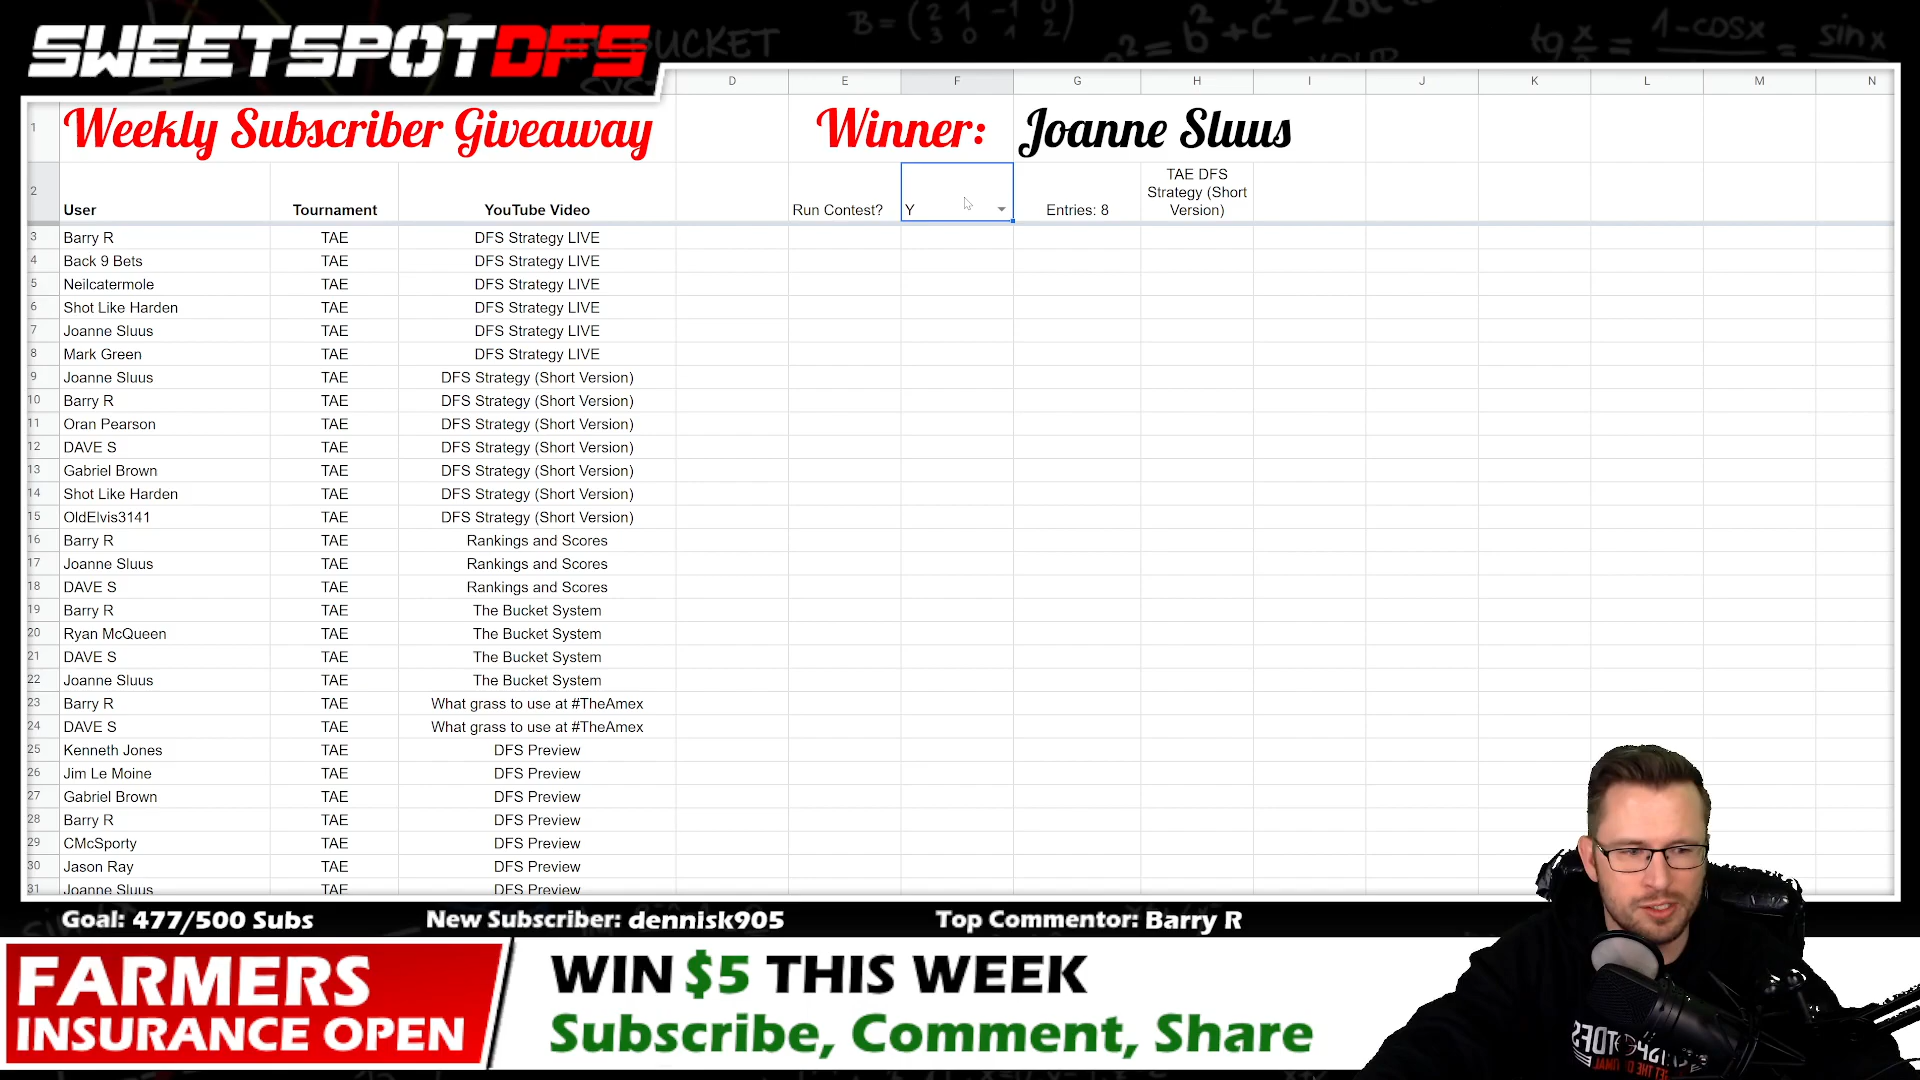 SWEETSPOTDFS
BUCKET
D E F G H I J K L M N
1 Weekly Subscriber Giveaway Winner: Joanne Sluus
2 User Tournament YouTube Video Run Contest? Y Entries: 8 TAE DFS
Strategy (Short
Version)
3 Barry R TAE DFS Strategy LIVE
4 Back 9 Bets TAE DFS Strategy LIVE
5 Neilcatermole TAE DFS Strategy LIVE
6 Shot Like Harden TAE DFS Strategy LIVE
7 Joanne Sluus TAE DFS Strategy LIVE
8 Mark Green TAE DFS Strategy LIVE
9 Joanne Sluus TAE DFS Strategy (Short Version)
10 Barry R TAE DFS Strategy (Short Version)
11 Oran Pearson TAE DFS Strategy (Short Version)
12 DAVE S TAE DFS Strategy (Short Version)
13 Gabriel Brown TAE DFS Strategy (Short Version)
14 Shot Like Harden TAE DFS Strategy (Short Version)
15 OldElvis3141 TAE DFS Strategy (Short Version)
16 Barry R TAE Rankings and Scores
17 Joanne Sluus TAE Rankings and Scores
18 DAVE S TAE Rankings and Scores
19 Barry R TAE The Bucket System
20 Ryan McQueen TAE The Bucket System
21 DAVE S TAE The Bucket System
22 Joanne Sluus TAE The Bucket System
23 Barry R TAE What grass to use at #TheAmex
24 DAVE S TAE What grass to use at #TheAmex
25 Kenneth Jones TAE DFS Preview
26 Jim Le Moine TAE DFS Preview
27 Gabriel Brown TAE DFS Preview
28 Barry R TAE DFS Preview
29 CMcSporty TAE DFS Preview
30 Jason Ray TAE DFS Preview
31 Joanne Sluus TAE DFS Preview
Goal: 477/500 Subs New Subscriber: dennisk905 Top Commentor: Barry R
FARMERS
INSURANCE OPEN
WIN $5 THIS WEEK
Subscribe, Comment, Share